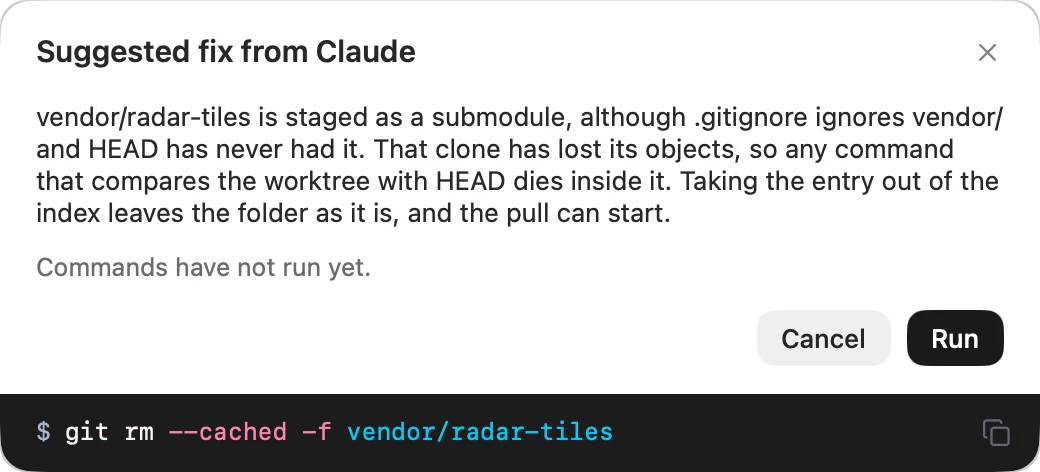 Suggested fix from Claude
vendor/radar-tiles is staged as a submodule, although .gitignore ignores vendor/
and HEAD has never had it. That clone has lost its objects, so any command
that compares the worktree with HEAD dies inside it. Taking the entry out of the
index leaves the folder as it is, and the pull can start.
Commands have not run yet.
Cancel
Run
$ git rm --cached -f vendor/radar-tiles